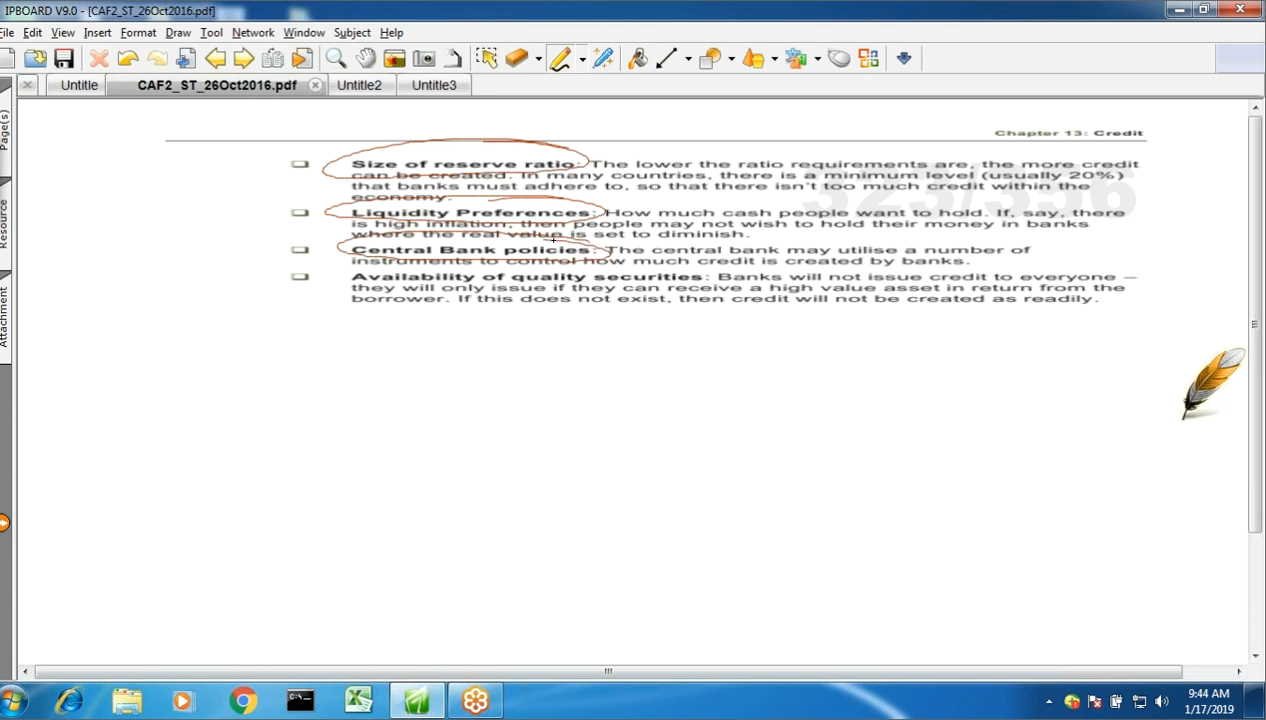 IPBOARD V9.0 - [CAF2_ST_26Oct2016.pdf]
File Edit View Insert Format Draw Tool Network Window Subject Help
Untitle CAF2_ST_26Oct2016.pdf Untitle2 Untitle3
Page(s)
Resource
Attachment
Chapter 13: Credit
323/336
Size of reserve ratio: The lower the ratio requirements are, the more credit
can be created. In many countries, there is a minimum level (usually 20%)
that banks must adhere to, so that there isn't too much credit within the
economy.
Liquidity Preferences: How much cash people want to hold. If, say, there
is high inflation, then people may not wish to hold their money in banks
where the real value is set to diminish.
Central Bank policies: The central bank may utilise a number of
instruments to control how much credit is created by banks.
Availability of quality securities: Banks will not issue credit to everyone –
they will only issue if they can receive a high value asset in return from the
borrower. If this does not exist, then credit will not be created as readily.
9:44 AM
1/17/2019